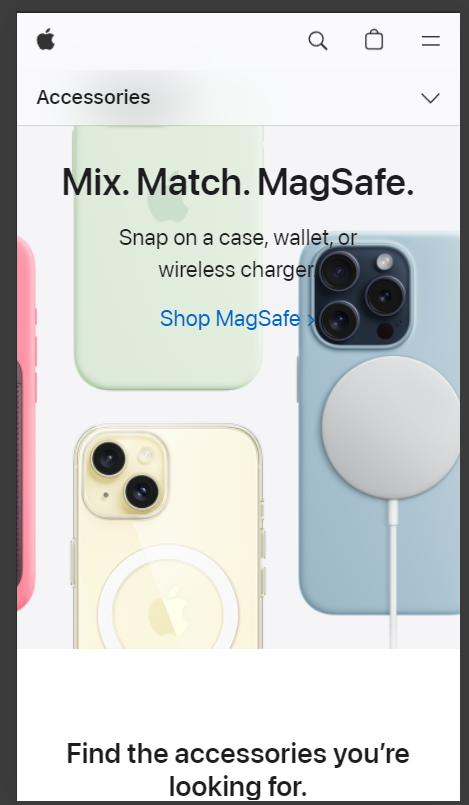 Accessories
Mix. Match. MagSafe.
Snap on a case, wallet, or
wireless charger.
Shop MagSafe >
Find the accessories you’re
looking for.